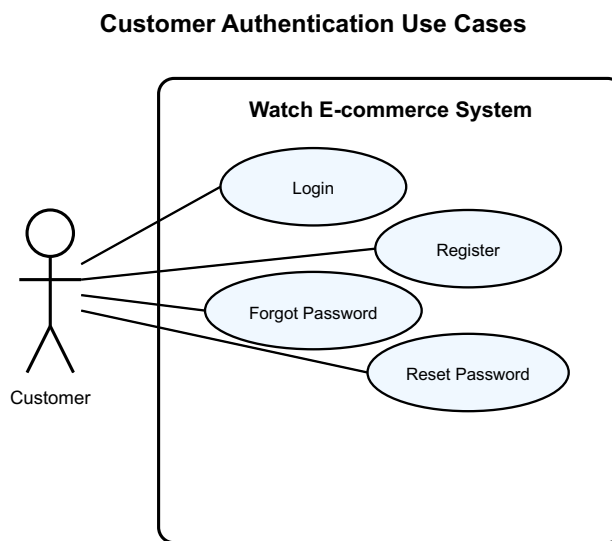 Customer Authentication Use Cases
Watch E-commerce System
Login
Register
Forgot Password
Reset Password
Customer